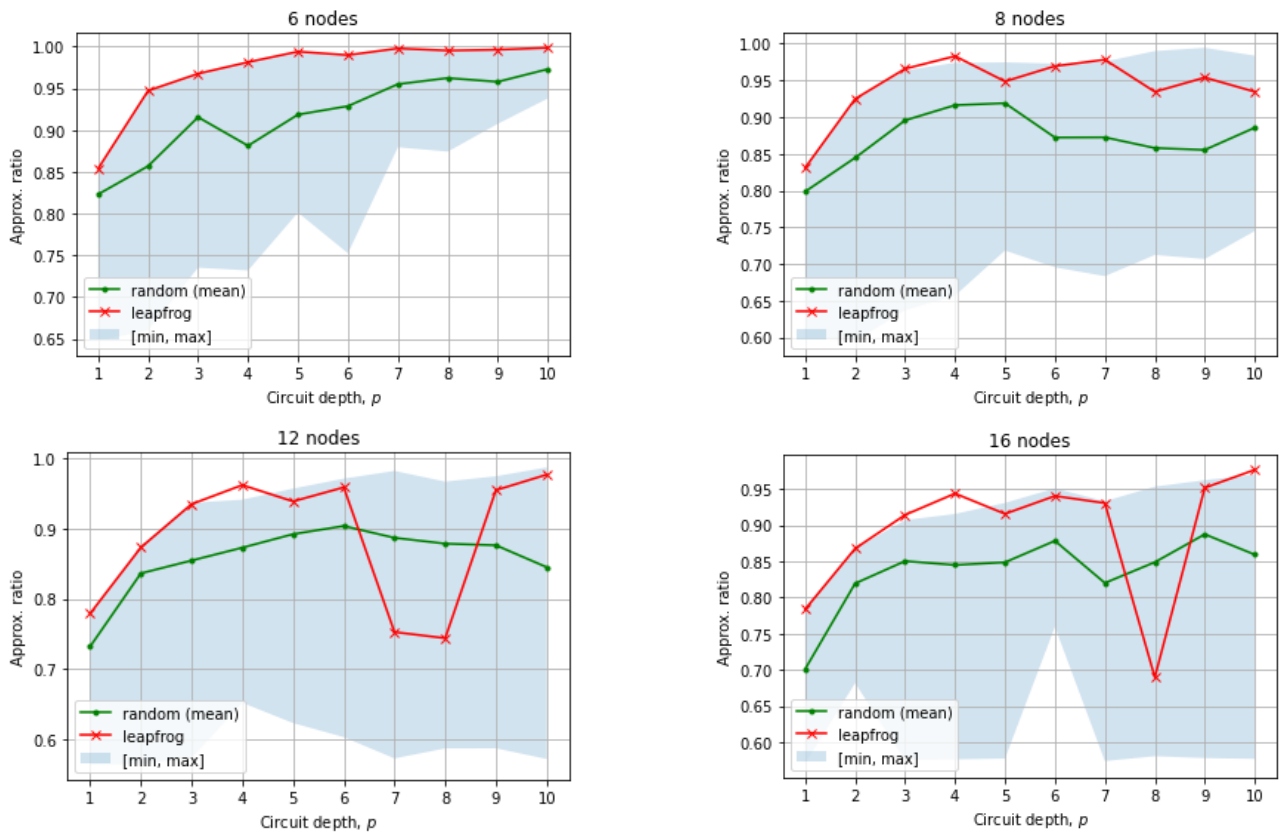 6 nodes
Approx. ratio
1.00
0.95
0.90
0.85
0.80
0.75
0.70
0.65
random (mean)
leapfrog
[min, max]
1 2 3 4 5 6 7 8 9 10
Circuit depth, p
8 nodes
Approx. ratio
1.00
0.95
0.90
0.85
0.80
0.75
0.70
0.65
0.60
random (mean)
leapfrog
[min, max]
1 2 3 4 5 6 7 8 9 10
Circuit depth, p
12 nodes
Approx. ratio
1.0
0.9
0.8
0.7
0.6
random (mean)
leapfrog
[min, max]
1 2 3 4 5 6 7 8 9 10
Circuit depth, p
16 nodes
Approx. ratio
0.95
0.90
0.85
0.80
0.75
0.70
0.65
0.60
random (mean)
leapfrog
[min, max]
1 2 3 4 5 6 7 8 9 10
Circuit depth, p